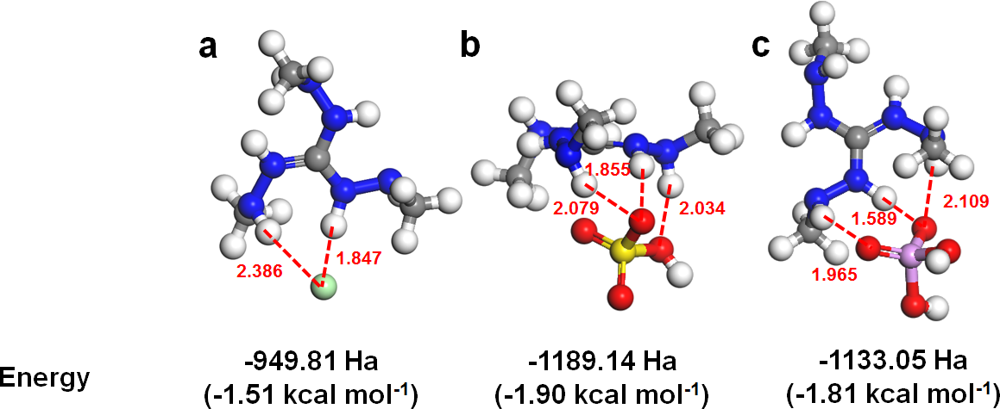 a
b
c
2.386
1.847
1.855
2.079
2.034
1.589
2.109
1.965
Energy
-949.81 Ha
(-1.51 kcal mol⁻¹)
-1189.14 Ha
(-1.90 kcal mol⁻¹)
-1133.05 Ha
(-1.81 kcal mol⁻¹)